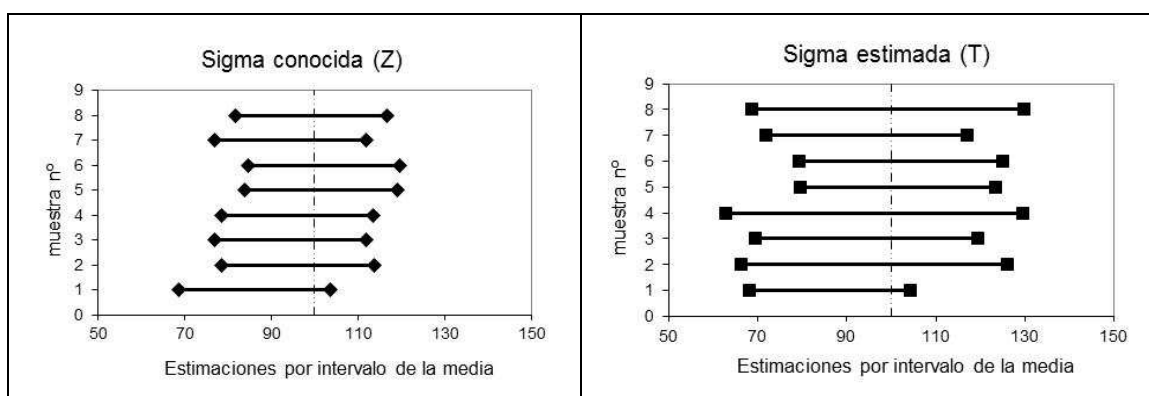 Sigma conocida (Z)
muestra nº
9
8
7
6
5
4
3
2
1
0
50 70 90 110 130 150
Estimaciones por intervalo de la media
Sigma estimada (T)
muestra nº
9
8
7
6
5
4
3
2
1
0
50 70 90 110 130 150
Estimaciones por intervalo de la media